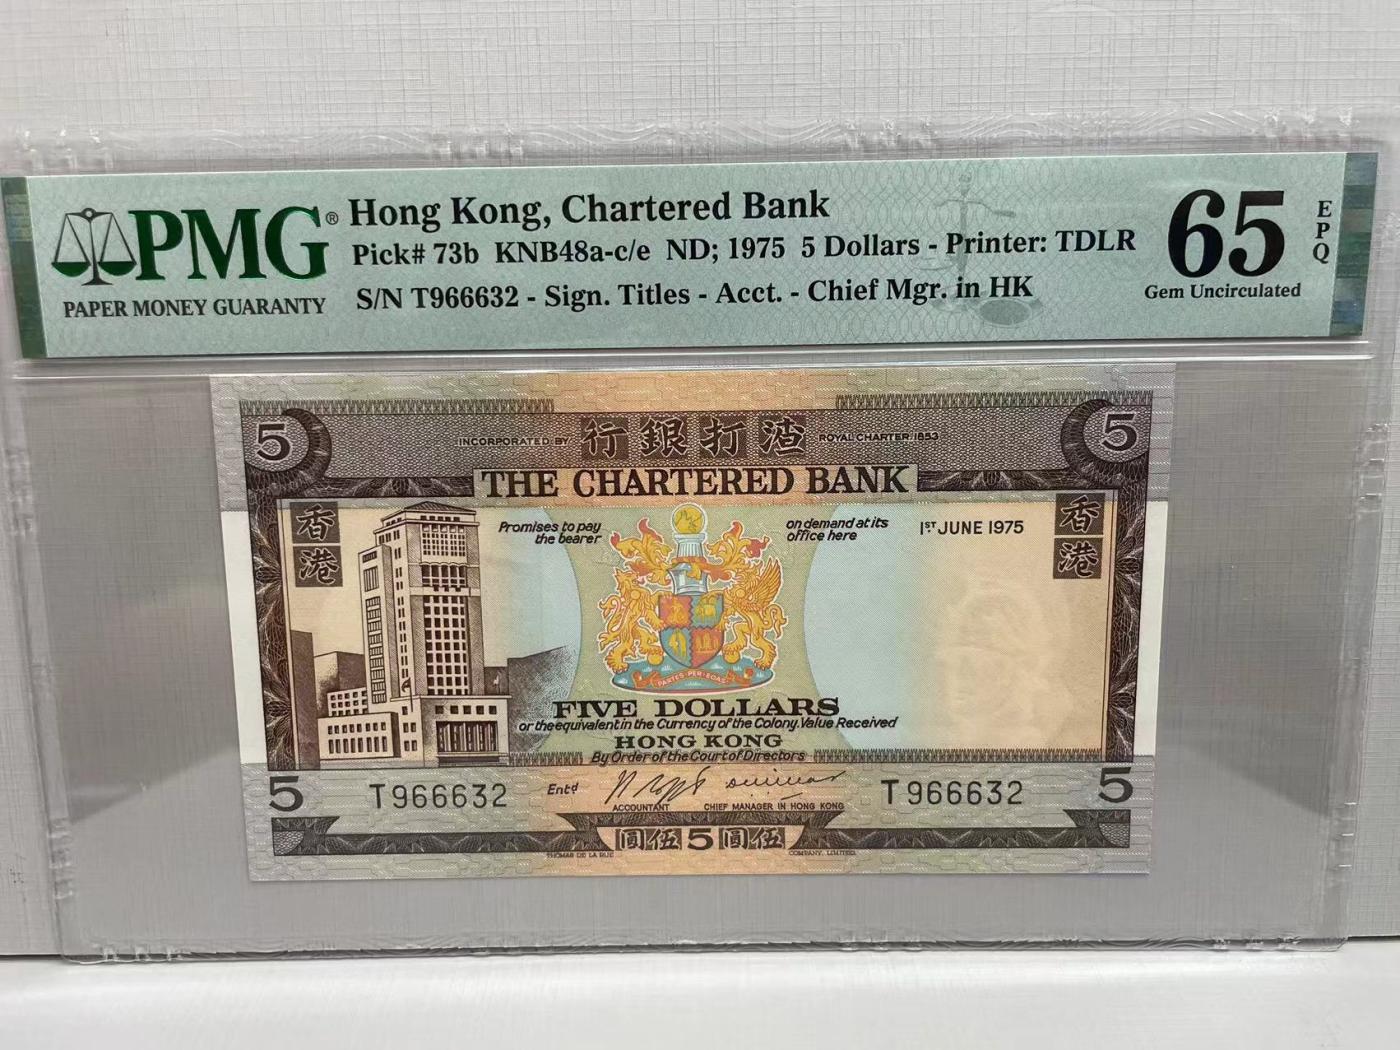 PMG®
PAPER MONEY GUARANTY
Hong Kong, Chartered Bank
Pick# 73b KNB48a-c/e ND; 1975 5 Dollars - Printer: TDLR
S/N T966632 - Sign. Titles - Acct. - Chief Mgr. in HK
65
EPQ
Gem Uncirculated
5
INCORPORATED BY
行銀打渣
ROYAL CHARTER 1853
5
THE CHARTERED BANK
香港
Promises to pay
the bearer
on demand at its
office here
1ST JUNE 1975
香港
PARTES·PER·EOAS
FIVE DOLLARS
or the equivalent in the Currency of the Colony. Value Received
HONG KONG
By Order of the Court of Directors
5
T966632
Entd
ACCOUNTANT
CHIEF MANAGER IN HONG KONG
T966632
5
圓伍5圓伍
THOMAS DE LA RUE
COMPANY, LIMITED.